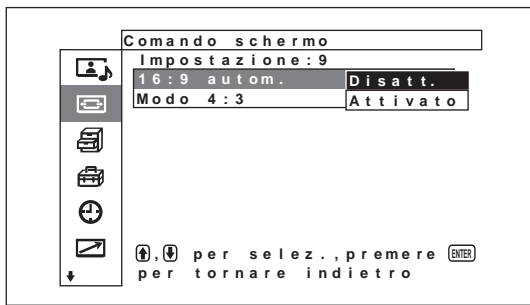 Comando schermo
Impostazione:9
16:9 autom. Disatt.
Modo 4:3 Attivato
, per selez.,premere ENTER
per tornare indietro